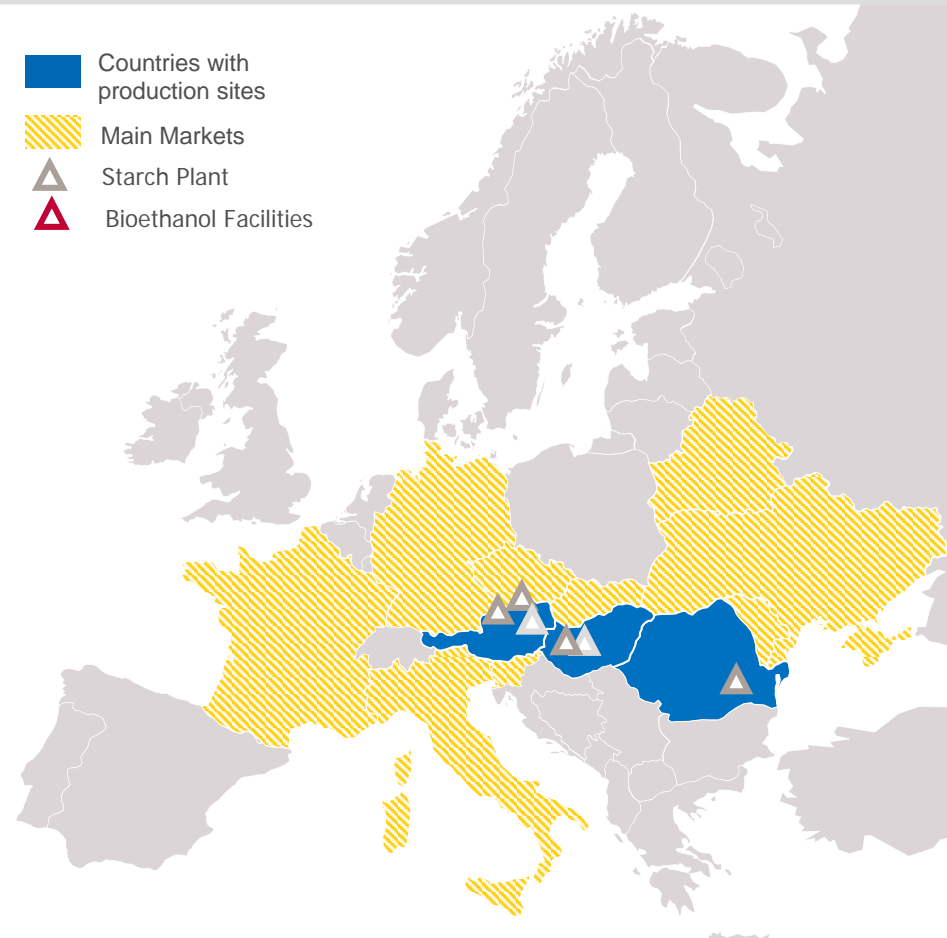 Countries with
production sites
Main Markets
Starch Plant
Bioethanol Facilities